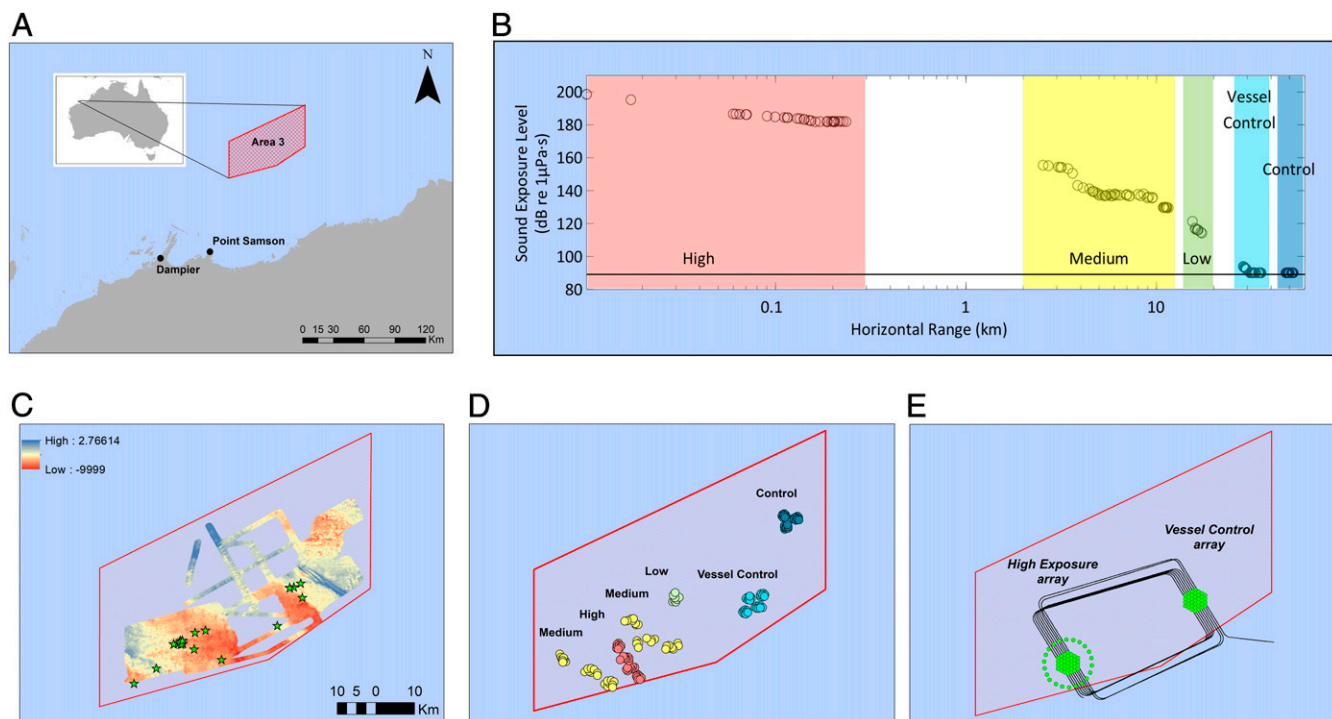 A
N
Area 3
Point Samson
Dampier
0 15 30 60 90 120
Km
B
Sound Exposure Level
(dB re 1µPa·s)
200
180
160
140
120
100
80
Vessel
Control
Control
High
Medium
Low
0.1
1
10
Horizontal Range (km)
C
High : 2.76614
Low : -9999
10 5 0 10
Km
D
Control
Low
Vessel Control
Medium
High
Medium
E
Vessel Control
array
High Exposure
array